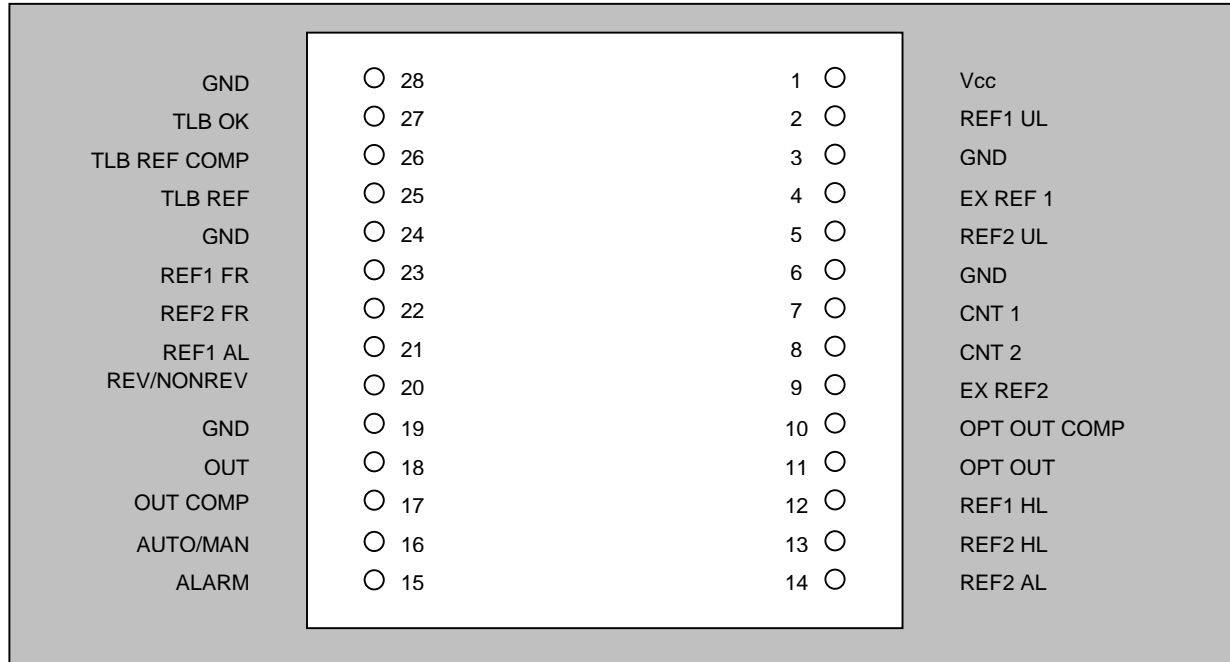 GND 28 1 Vcc
TLB OK 27 2 REF1 UL
TLB REF COMP 26 3 GND
TLB REF 25 4 EX REF 1
GND 24 5 REF2 UL
REF1 FR 23 6 GND
REF2 FR 22 7 CNT 1
REF1 AL 21 8 CNT 2
REV/NONREV 20 9 EX REF2
GND 19 10 OPT OUT COMP
OUT 18 11 OPT OUT
OUT COMP 17 12 REF1 HL
AUTO/MAN 16 13 REF2 HL
ALARM 15 14 REF2 AL